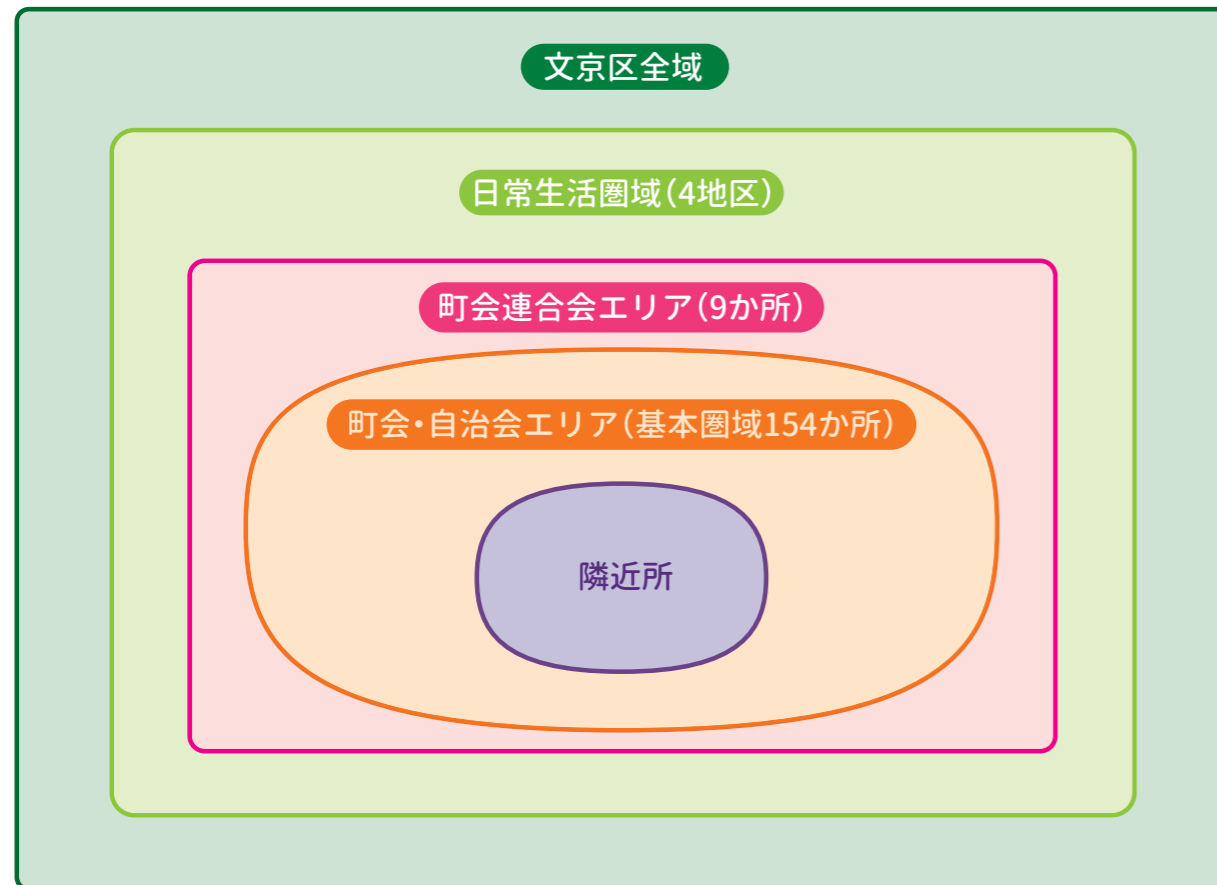 文京区全域
日常生活圏域（4地区）
町会連合会エリア（9か所）
町会・自治会エリア（基本圏域154か所）
隣近所